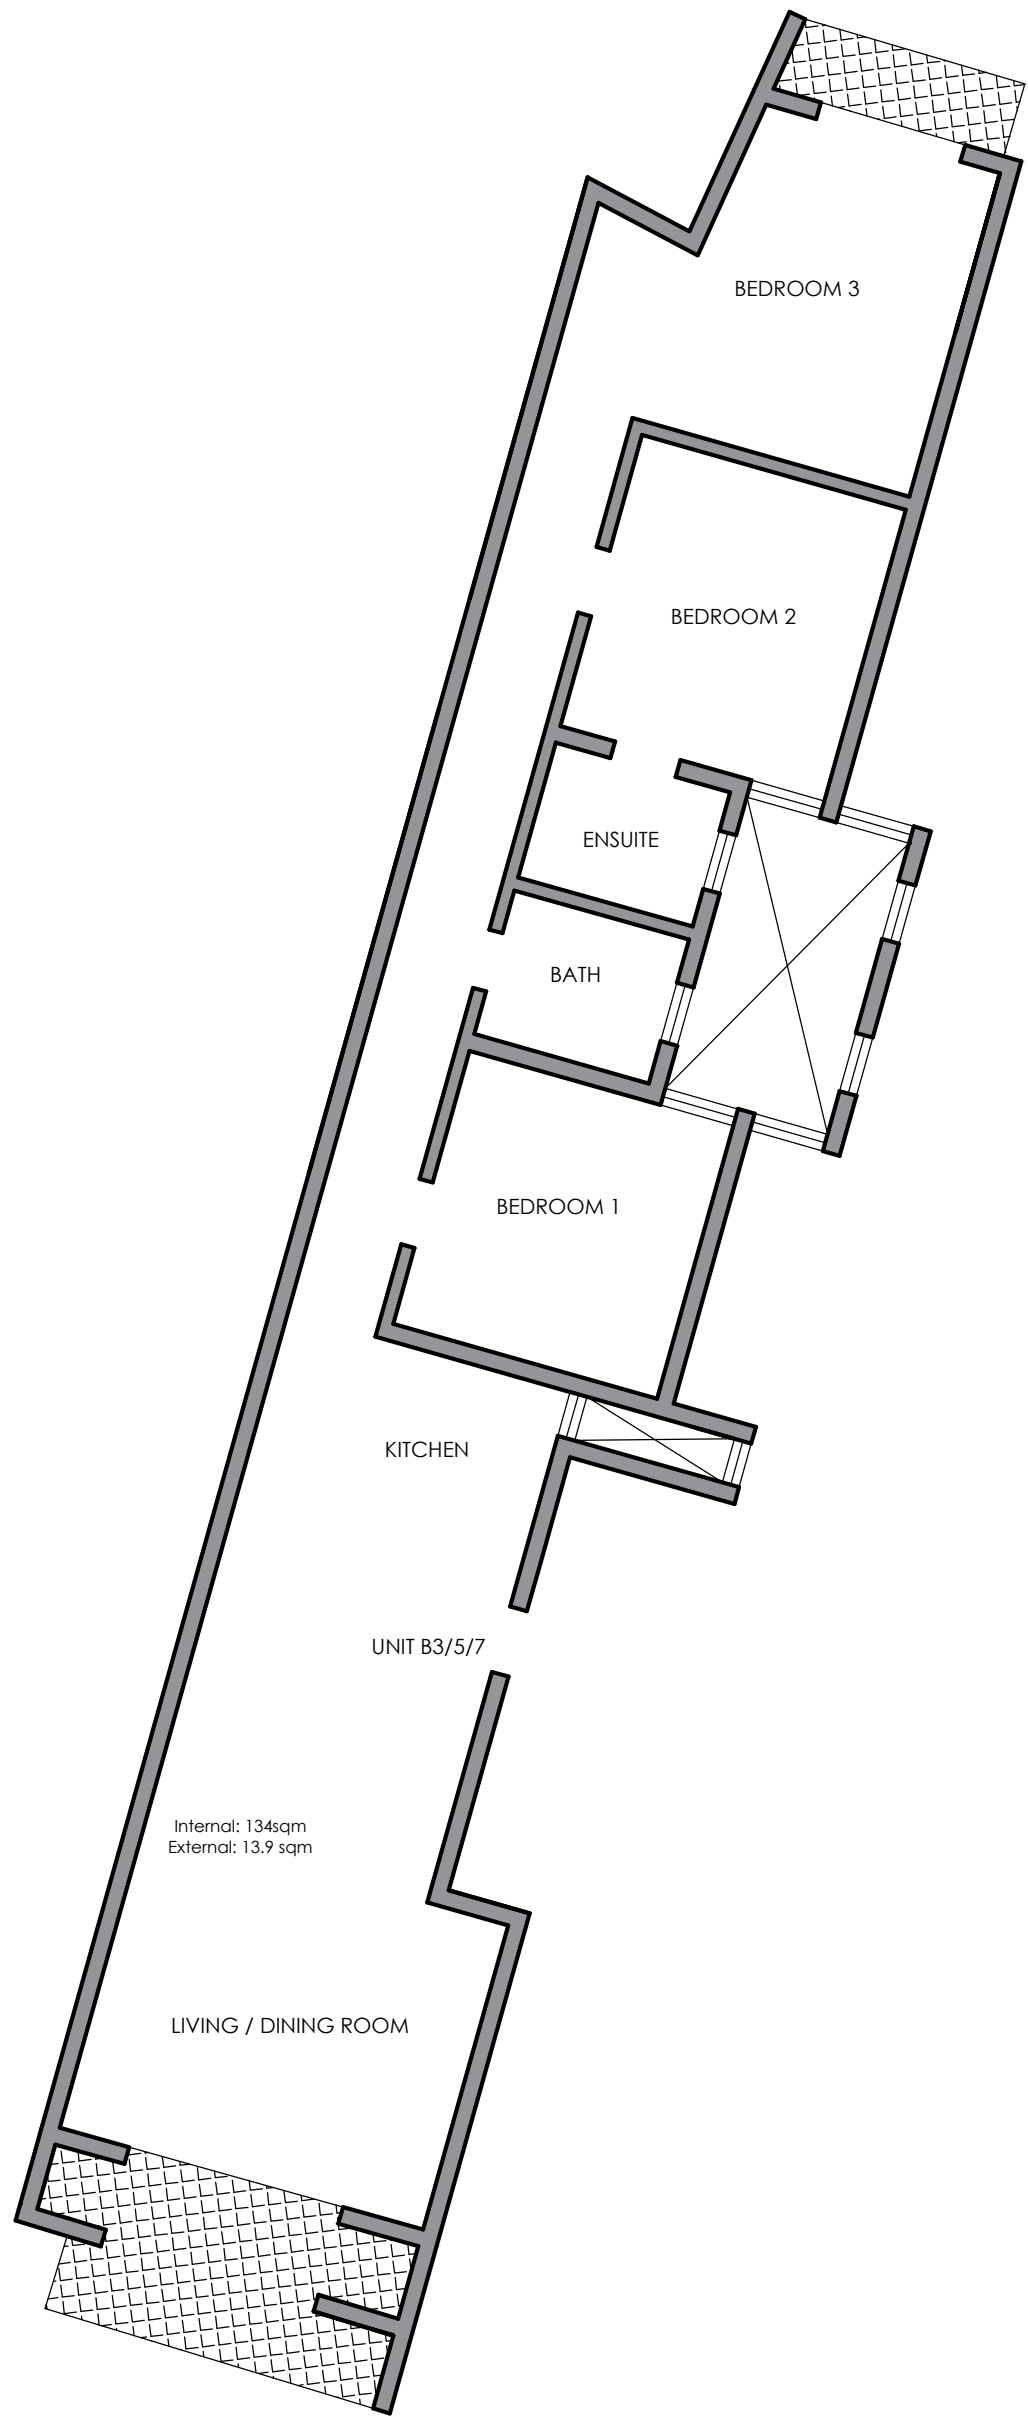 BEDROOM 3
BEDROOM 2
ENSUITE
BATH
BEDROOM 1
KITCHEN
UNIT B3/5/7
Internal: 134sqm
External: 13.9 sqm
LIVING / DINING ROOM